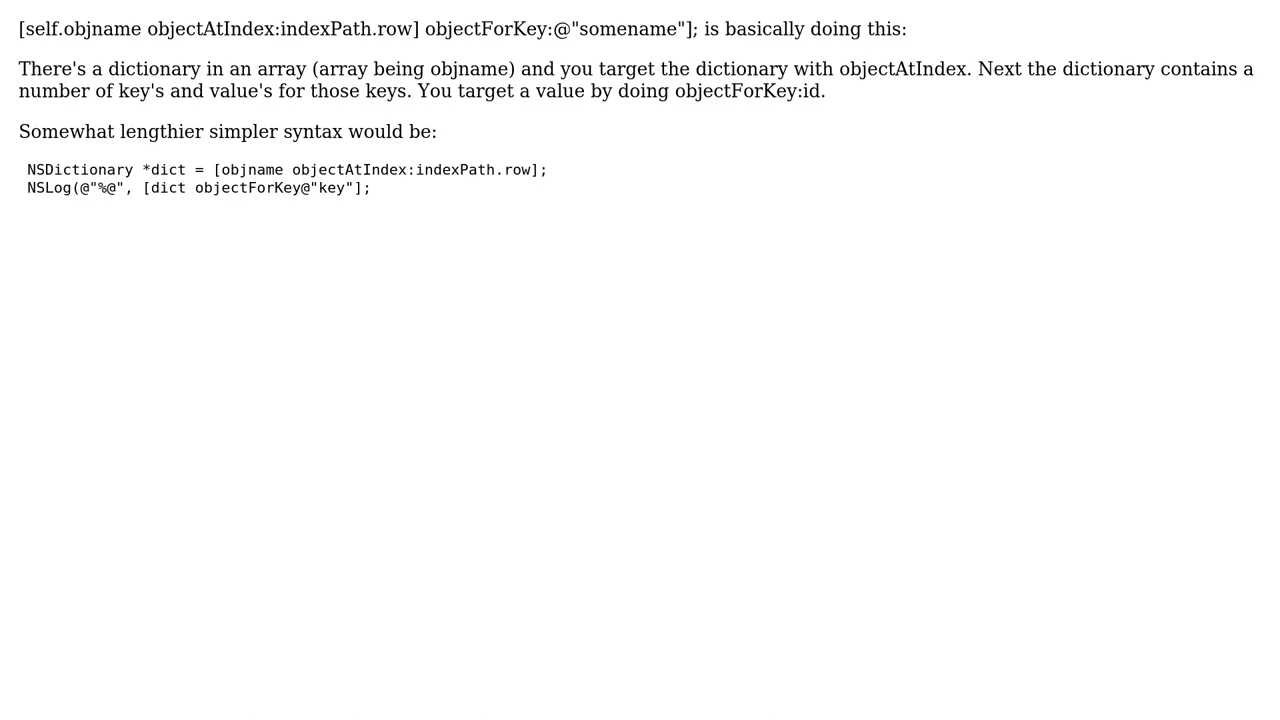 [self.objname objectAtIndex:indexPath.row] objectForKey:@"somename"]; is basically doing this:
There's a dictionary in an array (array being objname) and you target the dictionary with objectAtIndex. Next the dictionary contains a
number of key's and value's for those keys. You target a value by doing objectForKey:id.
Somewhat lengthier simpler syntax would be:
NSDictionary *dict = [objname objectAtIndex:indexPath.row];
NSLog(@"%@", [dict objectForKey@"key"];